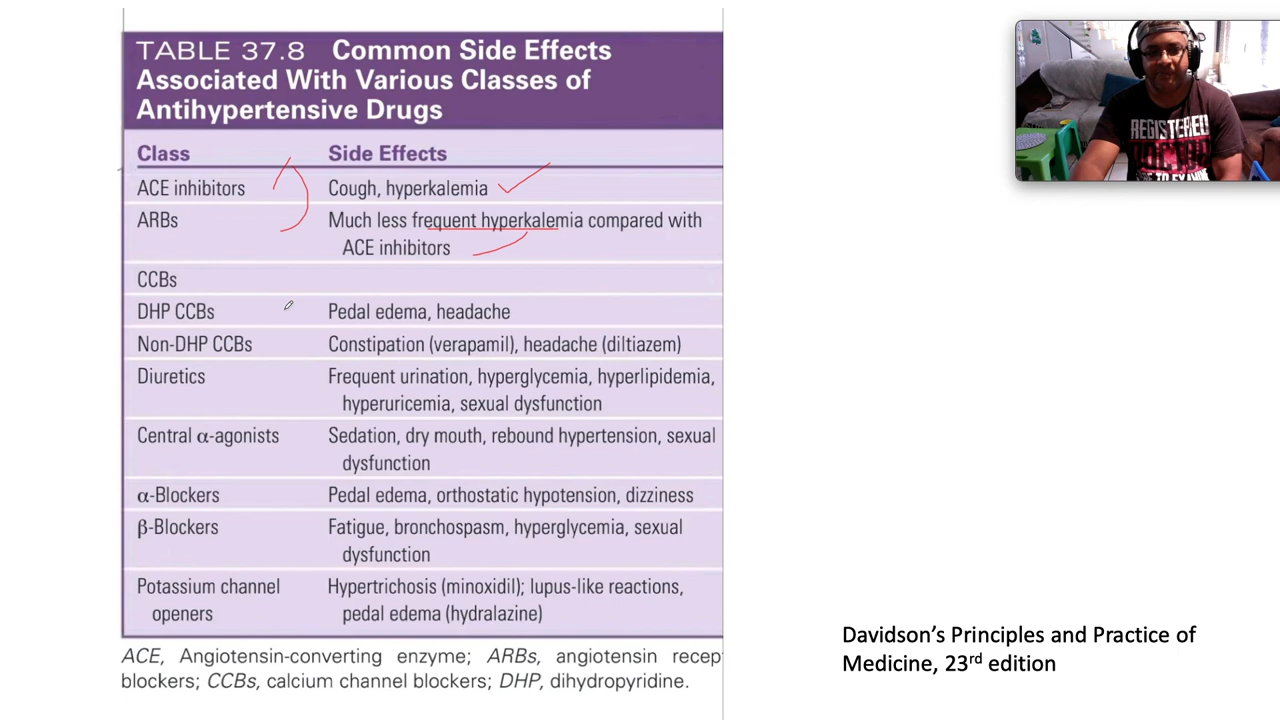 TABLE 37.8 Common Side Effects
Associated With Various Classes of
Antihypertensive Drugs
Class Side Effects
ACE inhibitors Cough, hyperkalemia
ARBs Much less frequent hyperkalemia compared with
ACE inhibitors
CCBs
DHP CCBs Pedal edema, headache
Non-DHP CCBs Constipation (verapamil), headache (diltiazem)
Diuretics Frequent urination, hyperglycemia, hyperlipidemia,
hyperuricemia, sexual dysfunction
Central α-agonists Sedation, dry mouth, rebound hypertension, sexual
dysfunction
α-Blockers Pedal edema, orthostatic hypotension, dizziness
β-Blockers Fatigue, bronchospasm, hyperglycemia, sexual
dysfunction
Potassium channel Hypertrichosis (minoxidil); lupus-like reactions,
openers pedal edema (hydralazine)
ACE, Angiotensin-converting enzyme; ARBs, angiotensin recep
blockers; CCBs, calcium channel blockers; DHP, dihydropyridine.
REGISTERED
DOCTOR
Davidson's Principles and Practice of
Medicine, 23rd edition